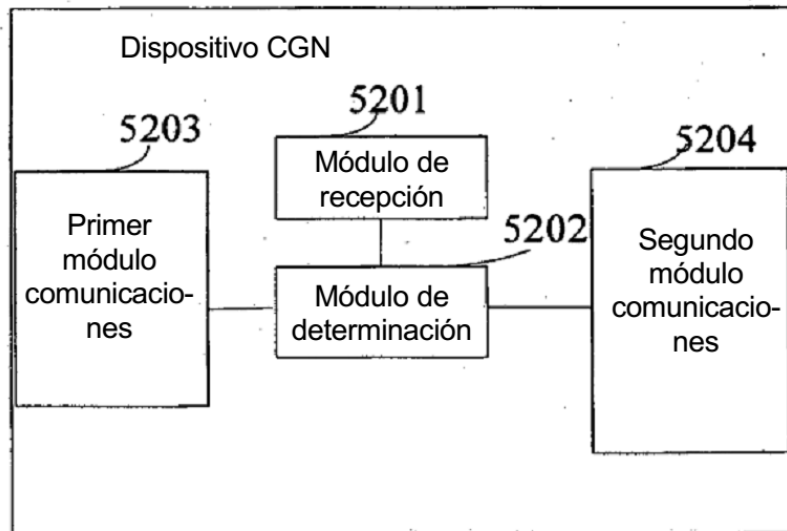 Dispositivo CGN
5201
5203
5204
Módulo de
recepción
Primer
módulo
comunicacio-
nes
5202
Módulo de
determinación
Segundo
módulo
comunicacio-
nes